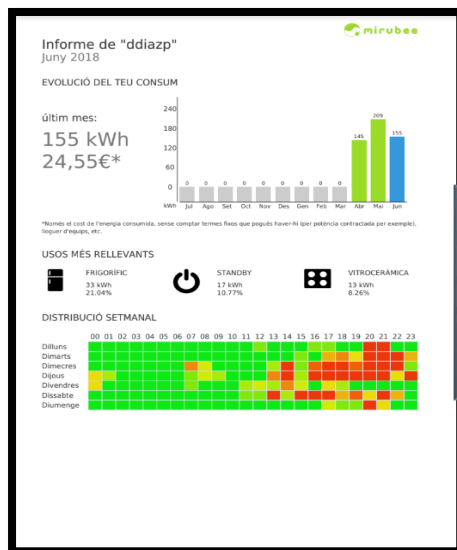 mirubee
Informe de "ddiazp"
Juny 2018
EVOLUCIÓ DEL TEU CONSUM
últim mes:
155 kWh
24,55€*
240
180
120
60
0
kWh
0 0 0 0 0 0 0 0 0 145 209 155
Jul Ago Set Oct Nov Des Gen Feb Mar Abr Mai Jun
*Només el cost de l'energia consumida, sense comptar termes fixos que pogués haver-hi (per potència contractada per exemple),
lloguer d'equips, etc.
USOS MÉS RELLEVANTS
FRIGORÍFIC
33 kWh
21.04%
STANDBY
17 kWh
10.77%
VITROCERÀMICA
13 kWh
8.26%
DISTRIBUCIÓ SETMANAL
00 01 02 03 04 05 06 07 08 09 10 11 12 13 14 15 16 17 18 19 20 21 22 23
Dilluns
Dimarts
Dimecres
Dijous
Divendres
Dissabte
Diumenge